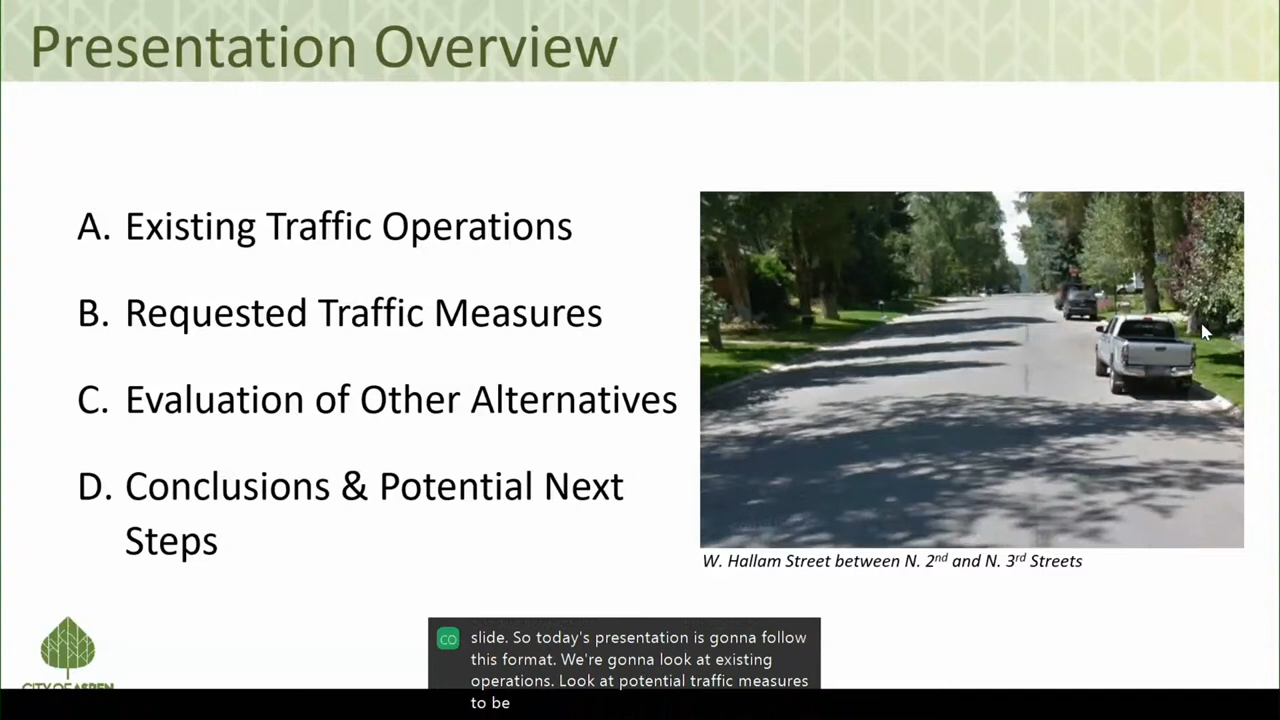 Presentation Overview
A. Existing Traffic Operations
B. Requested Traffic Measures
C. Evaluation of Other Alternatives
D. Conclusions & Potential Next
Steps
W. Hallam Street between N. 2nd and N. 3rd Streets
CITY OF ASPEN
CO
slide. So today's presentation is gonna follow
this format. We're gonna look at existing
operations. Look at potential traffic measures
to be